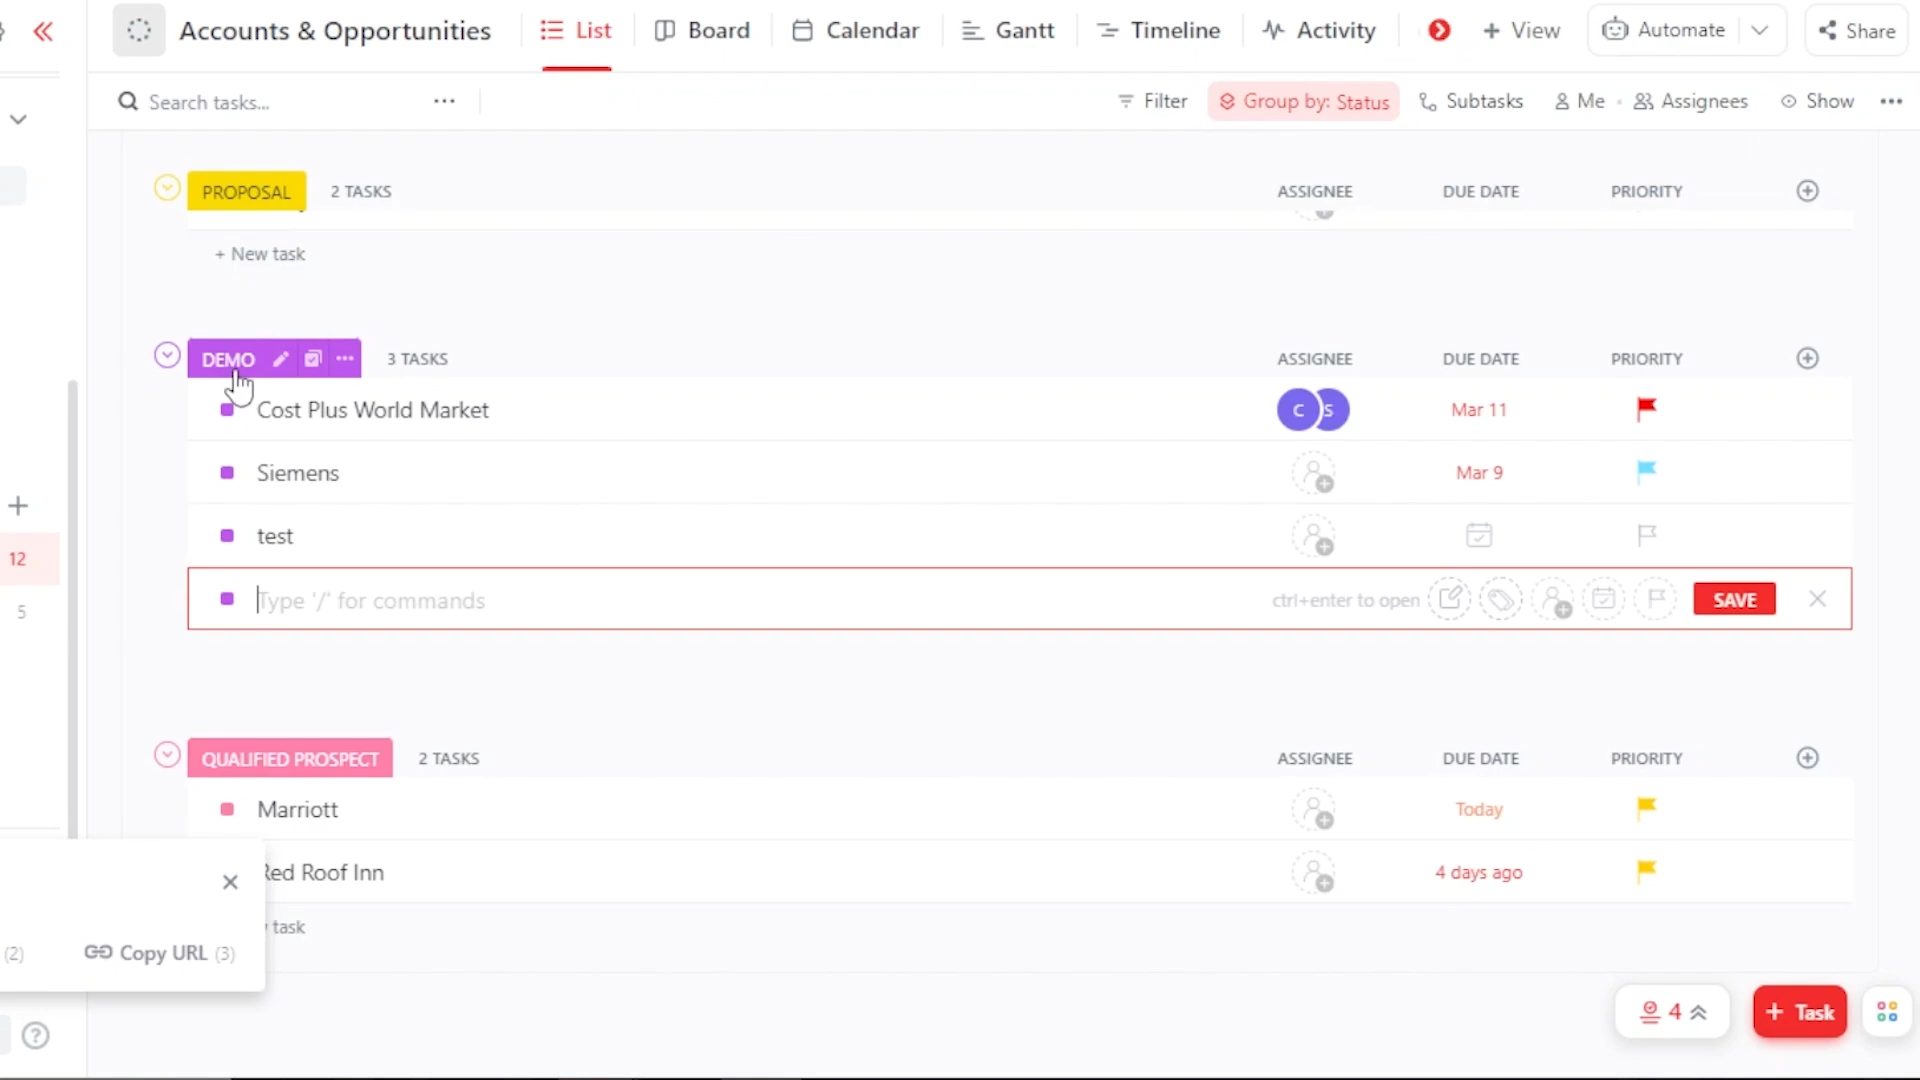 Accounts & Opportunities
List
Board
Calendar
Gantt
Timeline
Activity
+ View
Automate
Share
Search tasks...
Filter
Group by: Status
Subtasks
Me
Assignees
Show
PROPOSAL
2 TASKS
ASSIGNEE
DUE DATE
PRIORITY
+ New task
DEMO
3 TASKS
ASSIGNEE
DUE DATE
PRIORITY
Cost Plus World Market
C
S
Mar 11
Siemens
Mar 9
test
Type '/' for commands
ctrl+enter to open
SAVE
12
5
QUALIFIED PROSPECT
2 TASKS
ASSIGNEE
DUE DATE
PRIORITY
Marriott
Today
Red Roof Inn
4 days ago
task
(2)
Copy URL (3)
4
+ Task
?